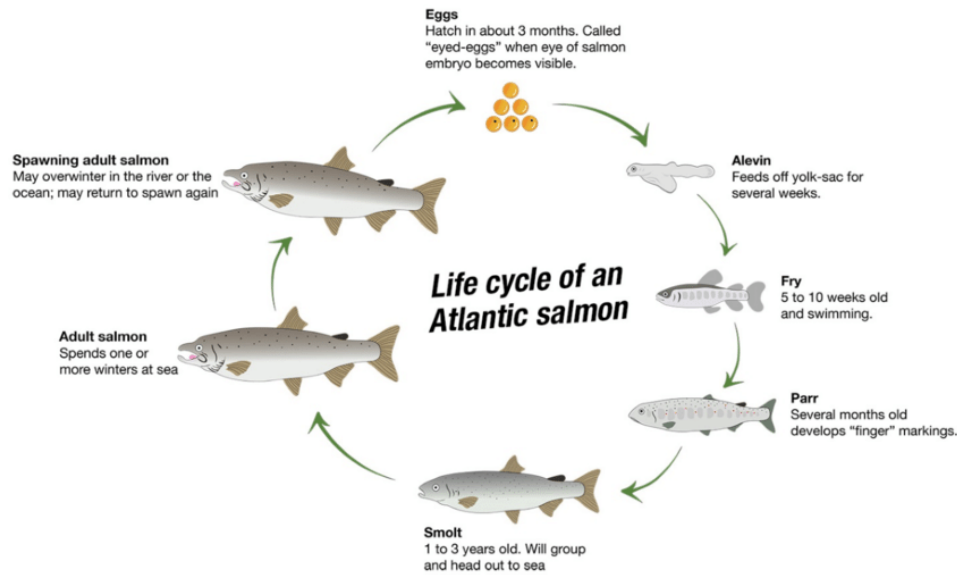 Eggs
Hatch in about 3 months. Called
“eyed-eggs” when eye of salmon
embryo becomes visible.
Alevin
Feeds off yolk-sac for
several weeks.
Fry
5 to 10 weeks old
and swimming.
Parr
Several months old
develops “finger” markings.
Smolt
1 to 3 years old. Will group
and head out to sea
Adult salmon
Spends one or
more winters at sea
Spawning adult salmon
May overwinter in the river or the
ocean; may return to spawn again
Life cycle of an
Atlantic salmon